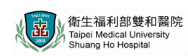 衛生福利部雙和醫院
Taipei Medical University
Shuang Ho Hospital